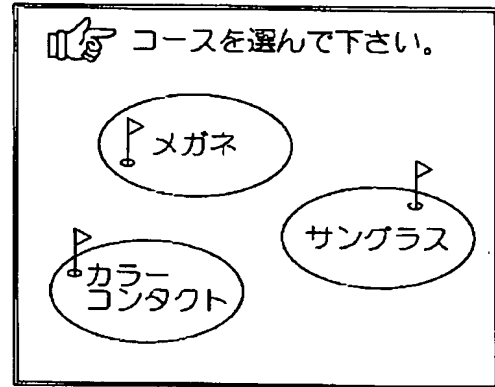 コースを選んで下さい。
メガネ
サングラス
カラー
コンタクト